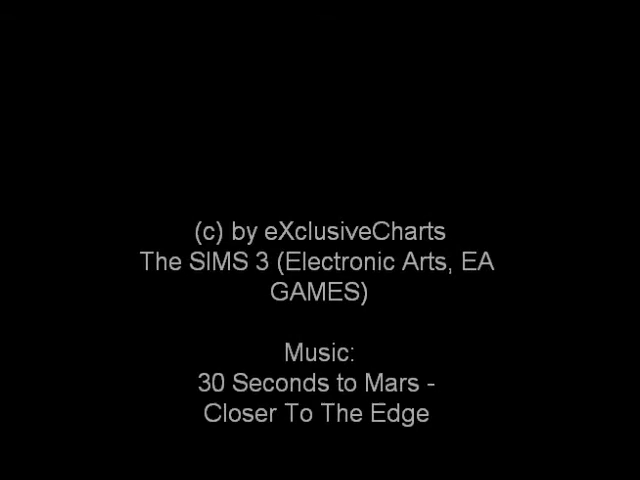 (c) by eXclusiveCharts
The SIMS 3 (Electronic Arts, EA
GAMES)
Music:
30 Seconds to Mars -
Closer To The Edge